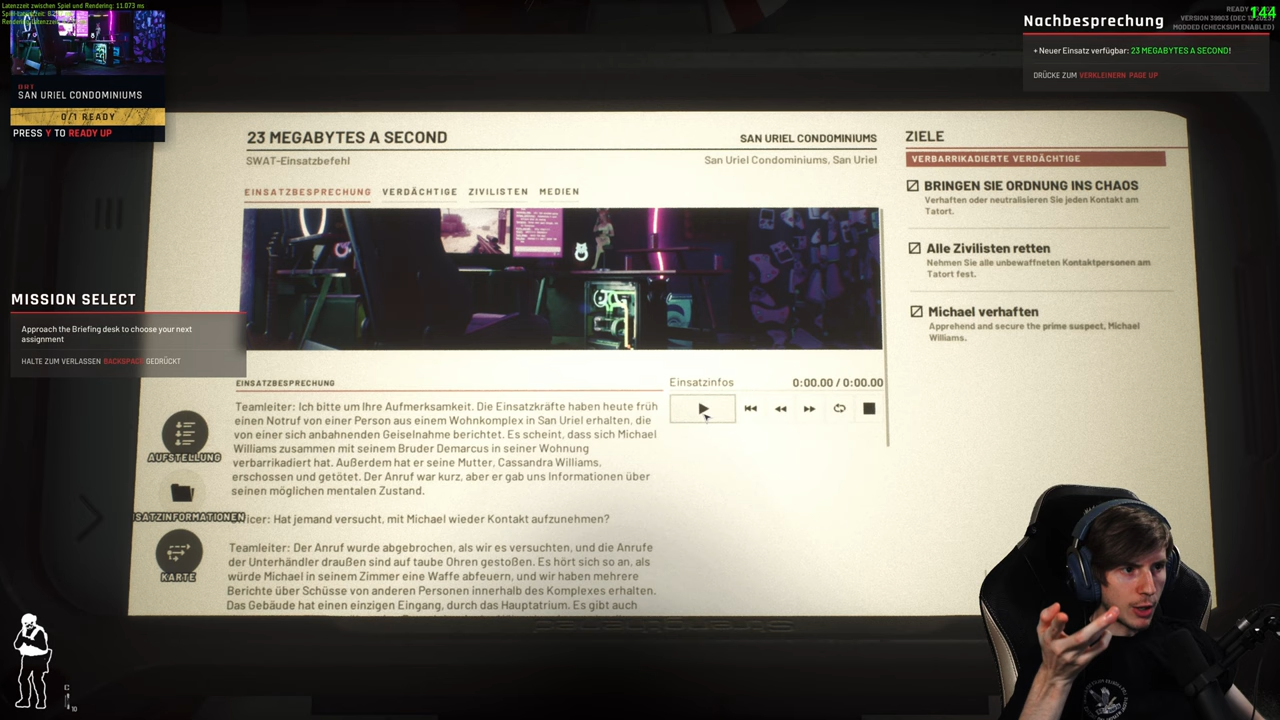 Latenzzeit zwischen Spiel und Rendering: 11.073 ms
SAN URIEL CONDOMINIUMS
0/1 READY
PRESS Y TO READY UP
144
MODDED (CHECKSUM ENABLED)
Nachbesprechung
+ Neuer Einsatz verfügbar: 23 MEGABYTES A SECOND!
DRÜCKE ZUM VERKLEINERN PAGE UP
MISSION SELECT
Approach the Briefing desk to choose your next
assignment
HALTE ZUM VERLASSEN BACKSPACE GEDRÜCKT
23 MEGABYTES A SECOND
SAN URIEL CONDOMINIUMS
SWAT-Einsatzbefehl
San Uriel Condominiums, San Uriel
EINSATZBESPRECHUNG VERDÄCHTIGE ZIVILISTEN MEDIEN
EINSATZBESPRECHUNG
Einsatzinfos 0:00.00 / 0:00.00
Teamleiter: Ich bitte um Ihre Aufmerksamkeit. Die Einsatzkräfte haben heute früh
einen Notruf von einer Person aus einem Wohnkomplex in San Uriel erhalten, die
von einer sich anbahnenden Geiselnahme berichtet. Es scheint, dass sich Michael
Williams zusammen mit seinem Bruder Demarcus in seiner Wohnung
verbarrikadiert hat. Außerdem hat er seine Mutter, Cassandra Williams,
erschossen und getötet. Der Anruf war kurz, aber er gab uns Informationen über
seinen möglichen mentalen Zustand.
icer: Hat jemand versucht, mit Michael wieder Kontakt aufzunehmen?
Teamleiter: Der Anruf wurde abgebrochen, als wir es versuchten, und die Anrufe
der Unterhändler draußen sind auf taube Ohren gestoßen. Es hört sich so an, als
würde Michael in seinem Zimmer eine Waffe abfeuern, und wir haben mehrere
Berichte über Schüsse von anderen Personen innerhalb des Komplexes erhalten.
Das Gebäude hat einen einzigen Eingang, durch das Hauptatrium. Es gibt auch
AUFSTELLUNG
SATZINFORMATIONEN
KARTE
ZIELE
VERBARRIKADIERTE VERDÄCHTIGE
BRINGEN SIE ORDNUNG INS CHAOS
Verhaften oder neutralisieren Sie jeden Kontakt am
Tatort.
Alle Zivilisten retten
Nehmen Sie alle unbewaffneten Kontaktpersonen am
Tatort fest.
Michael verhaften
Apprehend and secure the prime suspect, Michael
Williams.
10